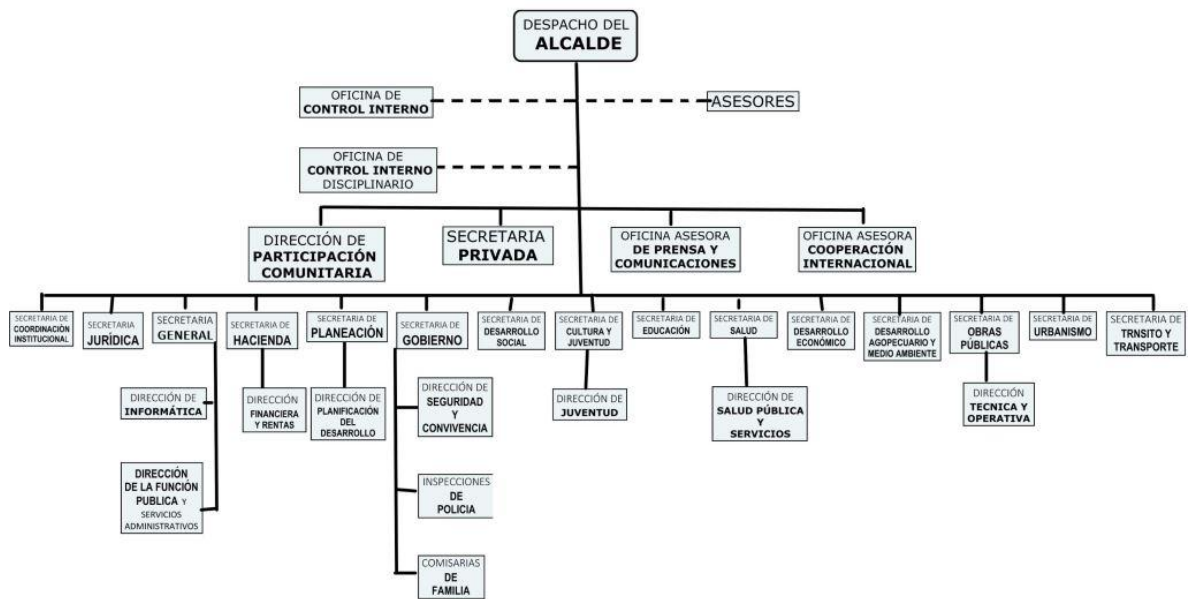 DESPACHO DEL
ALCALDE
OFICINA DE
CONTROL INTERNO
ASESORES
OFICINA DE
CONTROL INTERNO
DISCIPLINARIO
DIRECCIÓN DE
PARTICIPACIÓN
COMUNITARIA
SECRETARIA
PRIVADA
OFICINA ASESORA
DE PRENSA Y
COMUNICACIONES
OFICINA ASESORA
COOPERACIÓN
INTERNACIONAL
SECRETARIA DE
COORDINACIÓN
INSTITUCIONAL
SECRETARIA
JURÍDICA
SECRETARIA
GENERAL
SECRETARIA DE
HACIENDA
SECRETARIA DE
PLANEACIÓN
SECRETARIA DE
GOBIERNO
SECRETARIA DE
DESARROLLO
SOCIAL
SECRETARIA DE
CULTURA Y
JUVENTUD
SECRETARIA DE
EDUCACIÓN
SECRETARIA DE
SALUD
SECRETARIA DE
DESARROLLO
ECONÓMICO
SECRETARIA DE
DESARROLLO
AGOPECUARIO Y
MEDIO AMBIENTE
SECRETARIA DE
OBRAS
PÚBLICAS
SECRETARIA DE
URBANISMO
SECRETARIA DE
TRNSITO Y
TRANSPORTE
DIRECCIÓN DE
INFORMÁTICA
DIRECCIÓN
FINANCIERA
Y RENTAS
DIRECCIÓN DE
PLANIFICACIÓN
DEL
DESARROLLO
DIRECCIÓN DE
SEGURIDAD
Y
CONVIVENCIA
DIRECCIÓN DE
JUVENTUD
DIRECCIÓN DE
SALUD PÚBLICA
Y
SERVICIOS
DIRECCIÓN
TECNICA Y
OPERATIVA
DIRECCIÓN
DE LA FUNCIÓN
PUBLICA Y
SERVICIOS
ADMINISTRATIVOS
INSPECCIONES
DE
POLICIA
COMISARIAS
DE
FAMILIA